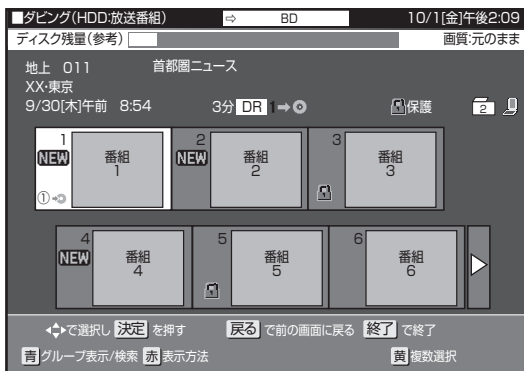 ■ダビング(HDD:放送番組) ⇨ BD 10/1[金]午後2:09
ディスク残量(参考) 画質:元のまま
地上 011 首都圏ニュース
XX・東京
9/30[木]午前 8:54 3分 DR 1➡ 保護 2
1 2 3
NEW 番組1 NEW 番組2 番組3
①➡
4 5 6
NEW 番組4 番組5 番組6
で選択し 決定 を押す 戻る で前の画面に戻る 終了 で終了
青 グループ表示/検索 赤 表示方法 黄 複数選択